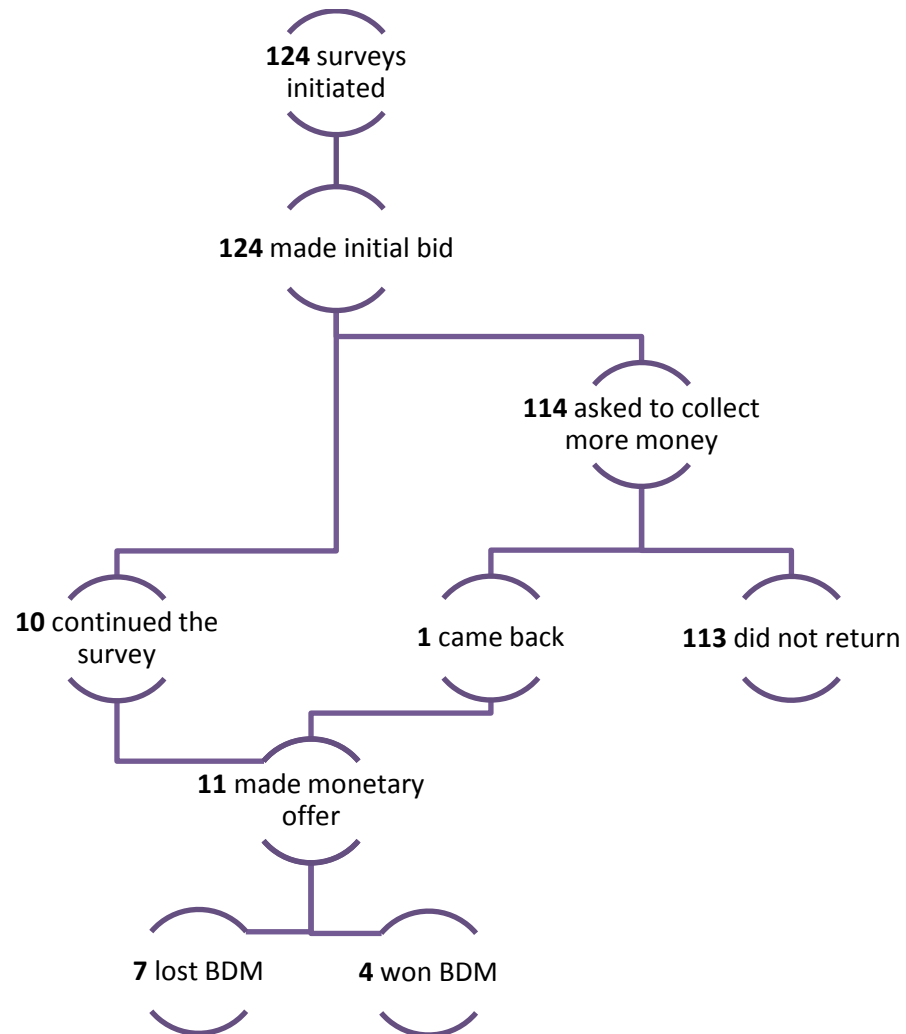 124 surveys
initiated
124 made initial bid
114 asked to collect
more money
10 continued the
survey
1 came back
113 did not return
11 made monetary
offer
7 lost BDM
4 won BDM